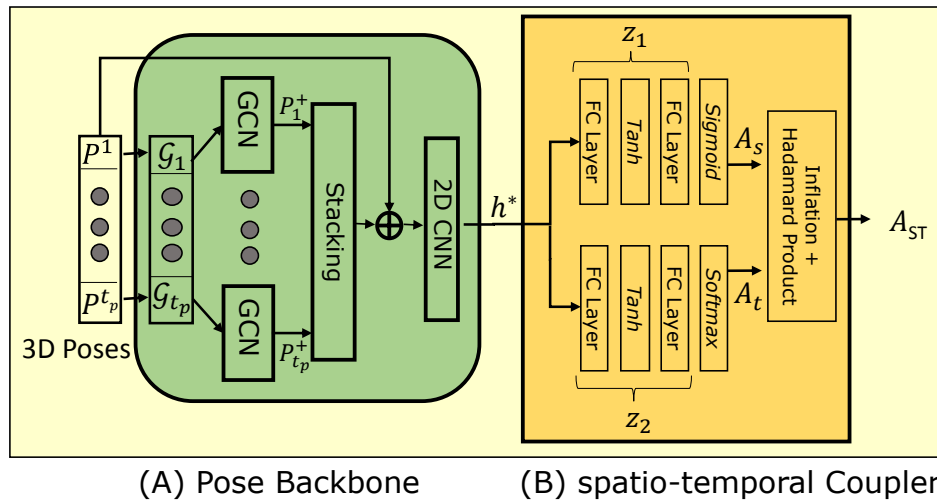 P^1
P^{t_p}
3D Poses
𝒢_1
𝒢_{t_p}
GCN
GCN
P_1^+
P_{t_p}^+
Stacking
2D CNN
h*
z_1
FC Layer
Tanh
FC Layer
Sigmoid
A_s
FC Layer
Tanh
FC Layer
Softmax
A_t
z_2
Inflation +
Hadamard Product
A_ST
(A) Pose Backbone
(B) spatio-temporal Coupler